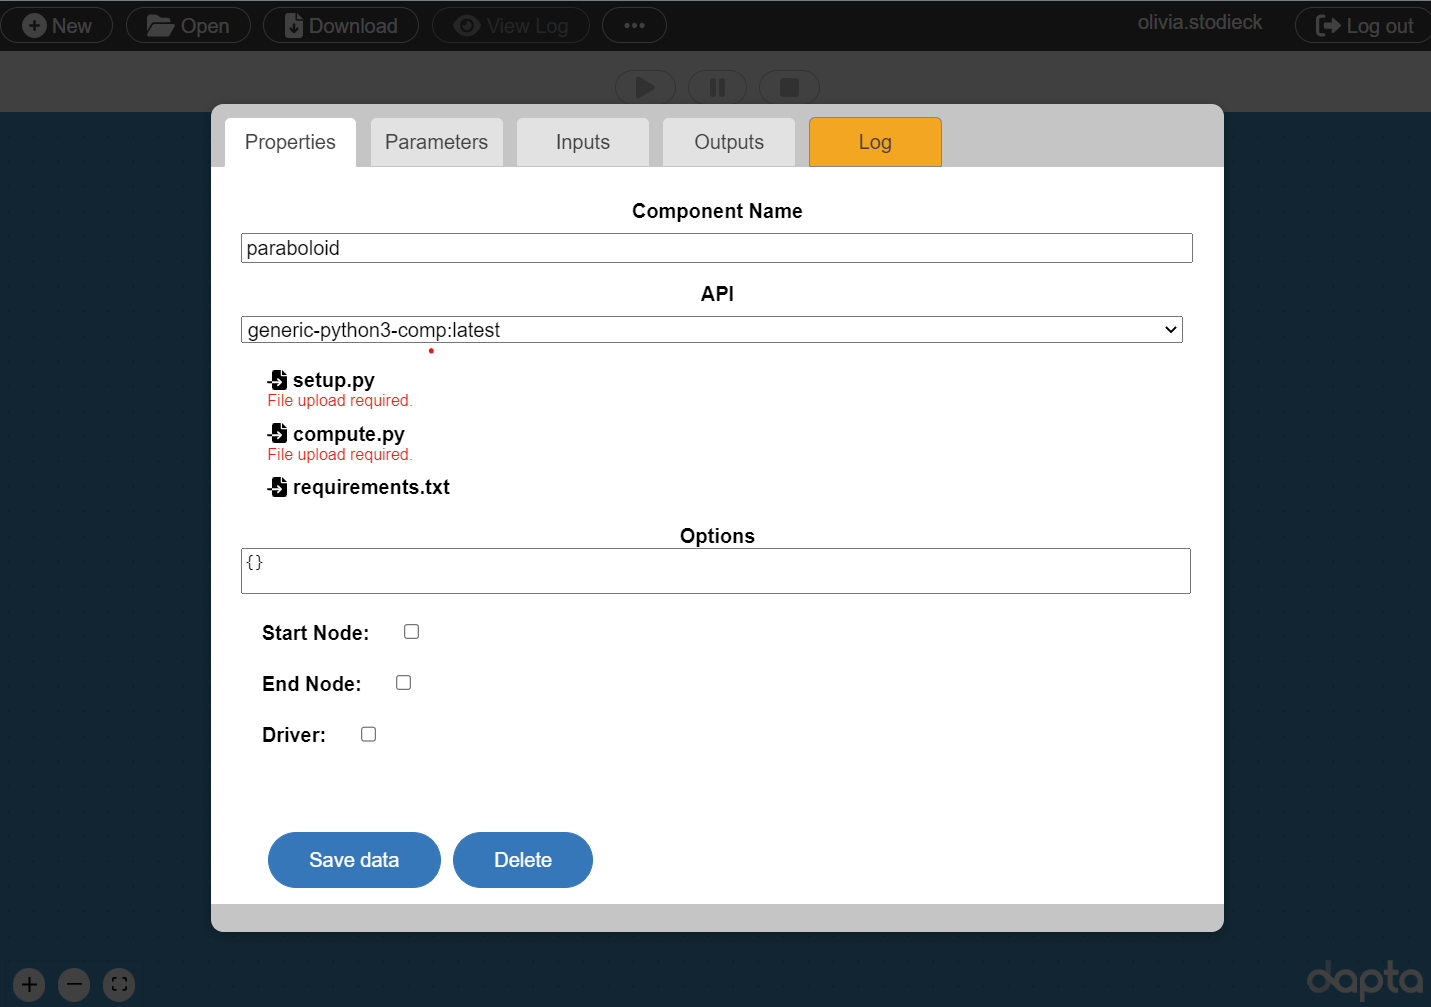 New Open Download View Log ••• olivia.stodieck Log out
Properties Parameters Inputs Outputs Log
Component Name
paraboloid
API
generic-python3-comp:latest
setup.py
File upload required.
compute.py
File upload required.
requirements.txt
Options
{}
Start Node:
End Node:
Driver:
Save data Delete
dapta